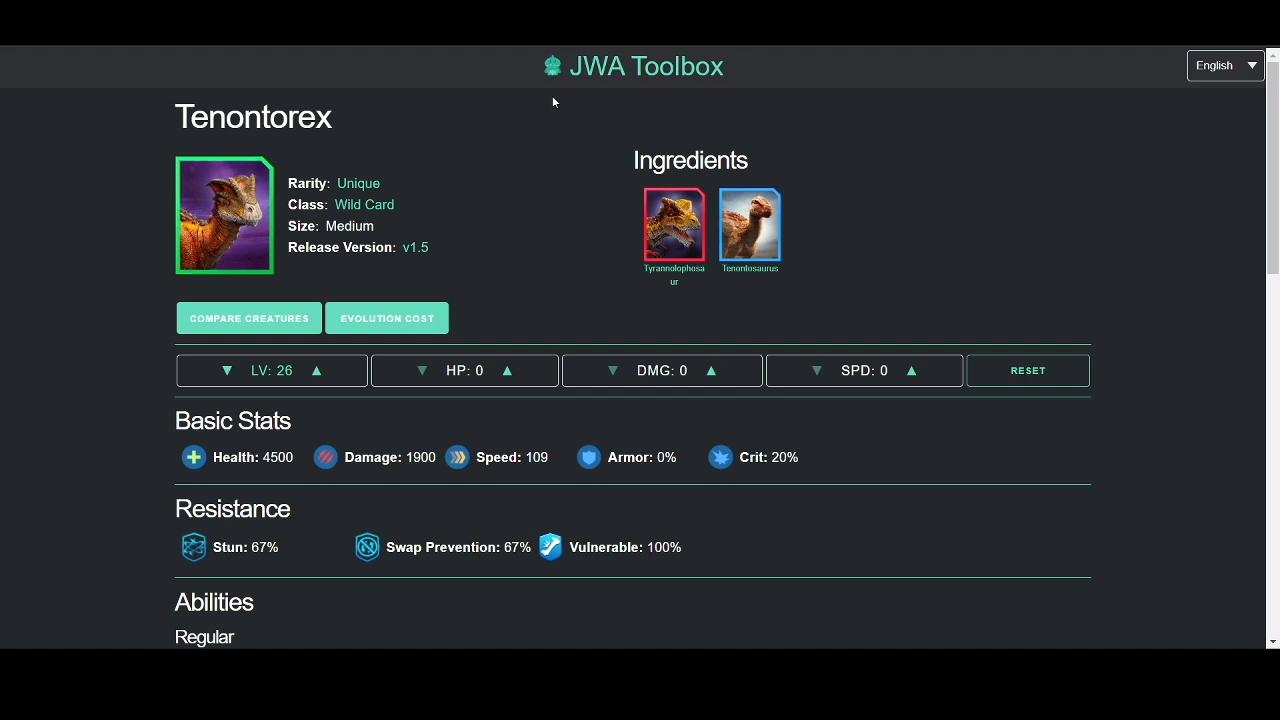 JWA Toolbox
English
Tenontorex
Rarity: Unique
Class: Wild Card
Size: Medium
Release Version: v1.5
Ingredients
Tyrannolophosa
ur
Tenontosaurus
COMPARE CREATURES
EVOLUTION COST
LV: 26
HP: 0
DMG: 0
SPD: 0
RESET
Basic Stats
Health: 4500
Damage: 1900
Speed: 109
Armor: 0%
Crit: 20%
Resistance
Stun: 67%
Swap Prevention: 67%
Vulnerable: 100%
Abilities
Regular